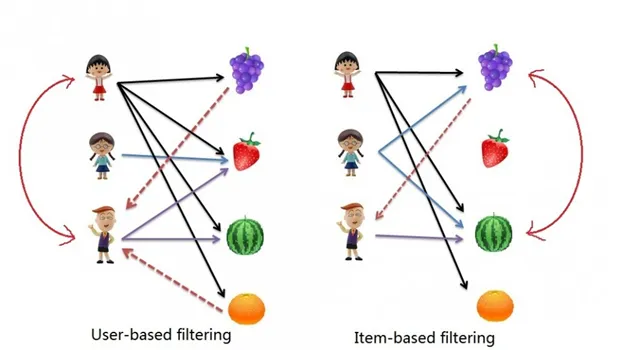 User-based filtering
Item-based filtering